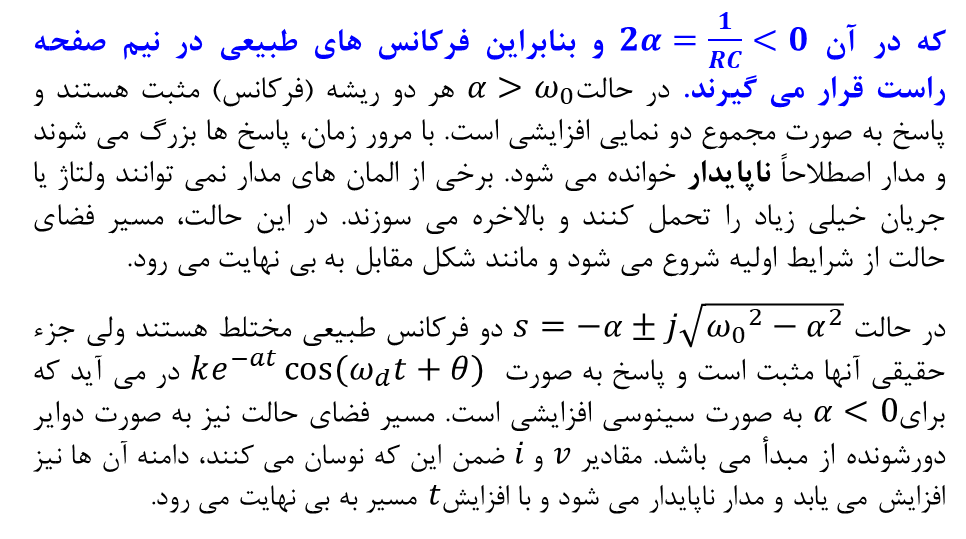 که در آن 2α = 1/RC < 0 و بنابراین فرکانس های طبیعی در نیم صفحه
راست قرار می گیرند. در حالت α > ω₀ هر دو ریشه (فرکانس) مثبت هستند و
پاسخ به صورت مجموع دو نمایی افزایشی است. با مرور زمان، پاسخ ها بزرگ می شوند
و مدار اصطلاحاً ناپایدار خوانده می شود. برخی از المان های مدار نمی توانند ولتاژ یا
جریان خیلی زیاد را تحمل کنند و بالاخره می سوزند. در این حالت، مسیر فضای
حالت از شرایط اولیه شروع می شود و مانند شکل مقابل به بی نهایت می رود.
در حالت s = −α ± j√(ω₀² − α²) دو فرکانس طبیعی مختلط هستند ولی جزء
حقیقی آنها مثبت است و پاسخ به صورت ke^(−at) cos(ω_d t + θ) در می آید که
برای α < 0 به صورت سینوسی افزایشی است. مسیر فضای حالت نیز به صورت دوایر
دورشونده از مبدأ می باشد. مقادیر v و i ضمن این که نوسان می کنند، دامنه آن ها نیز
افزایش می یابد و مدار ناپایدار می شود و با افزایش t مسیر به بی نهایت می رود.